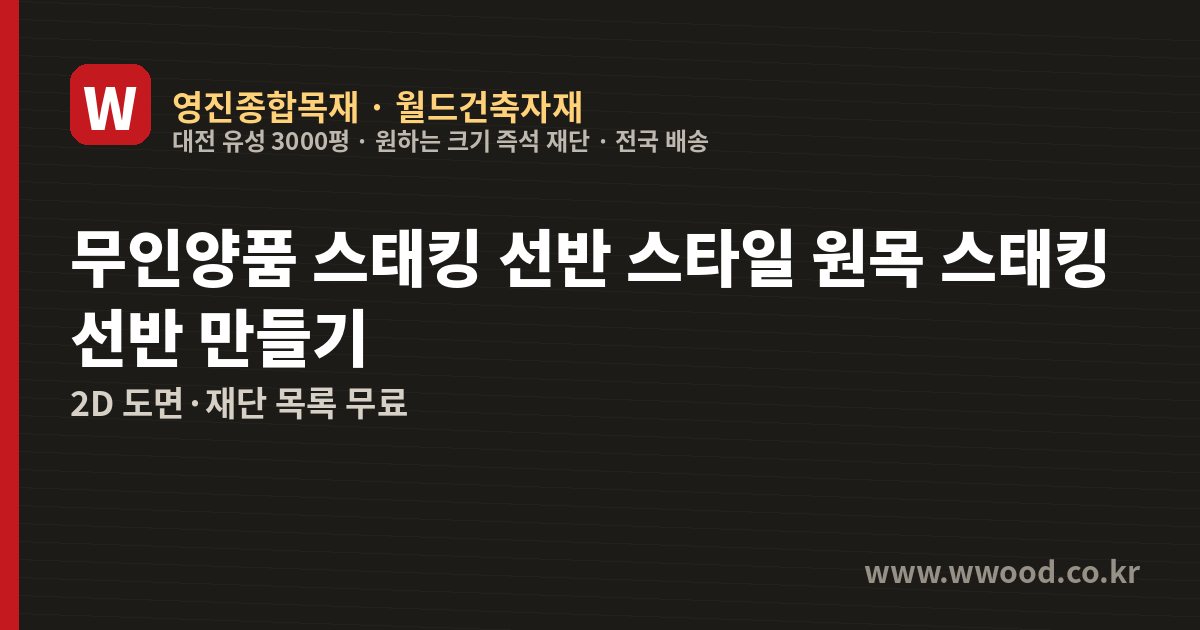 W
영진종합목재 · 월드건축자재
대전 유성 3000평 · 원하는 크기 즉석 재단 · 전국 배송
무인양품 스태킹 선반 스타일 원목 스태킹
선반 만들기
2D 도면·재단 목록 무료
www.wwood.co.kr